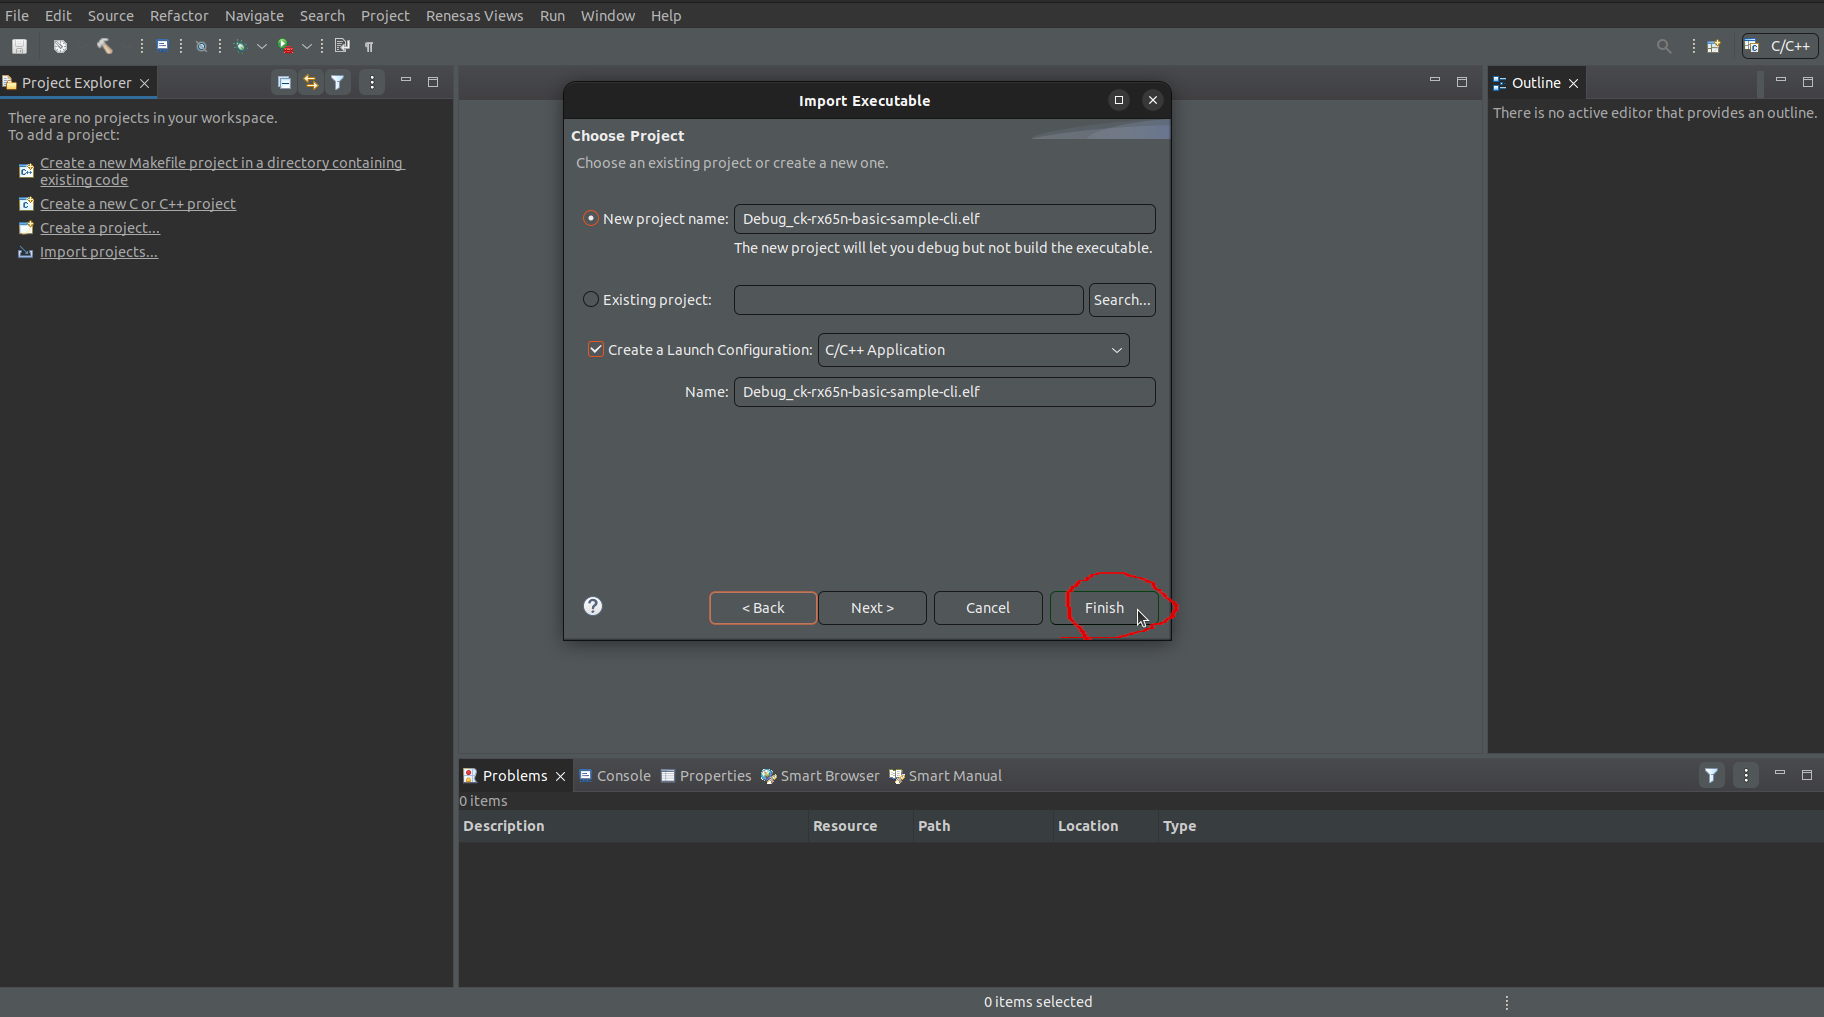 File Edit Source Refactor Navigate Search Project Renesas Views Run Window Help
C/C++
Project Explorer
There are no projects in your workspace.
To add a project:
Create a new Makefile project in a directory containing
existing code
Create a new C or C++ project
Create a project...
Import projects...
Import Executable
Choose Project
Choose an existing project or create a new one.
New project name: Debug_ck-rx65n-basic-sample-cli.elf
The new project will let you debug but not build the executable.
Existing project: Search...
Create a Launch Configuration: C/C++ Application
Name: Debug_ck-rx65n-basic-sample-cli.elf
? < Back Next > Cancel Finish
Outline
There is no active editor that provides an outline.
Problems Console Properties Smart Browser Smart Manual
0 items
Description Resource Path Location Type
0 items selected